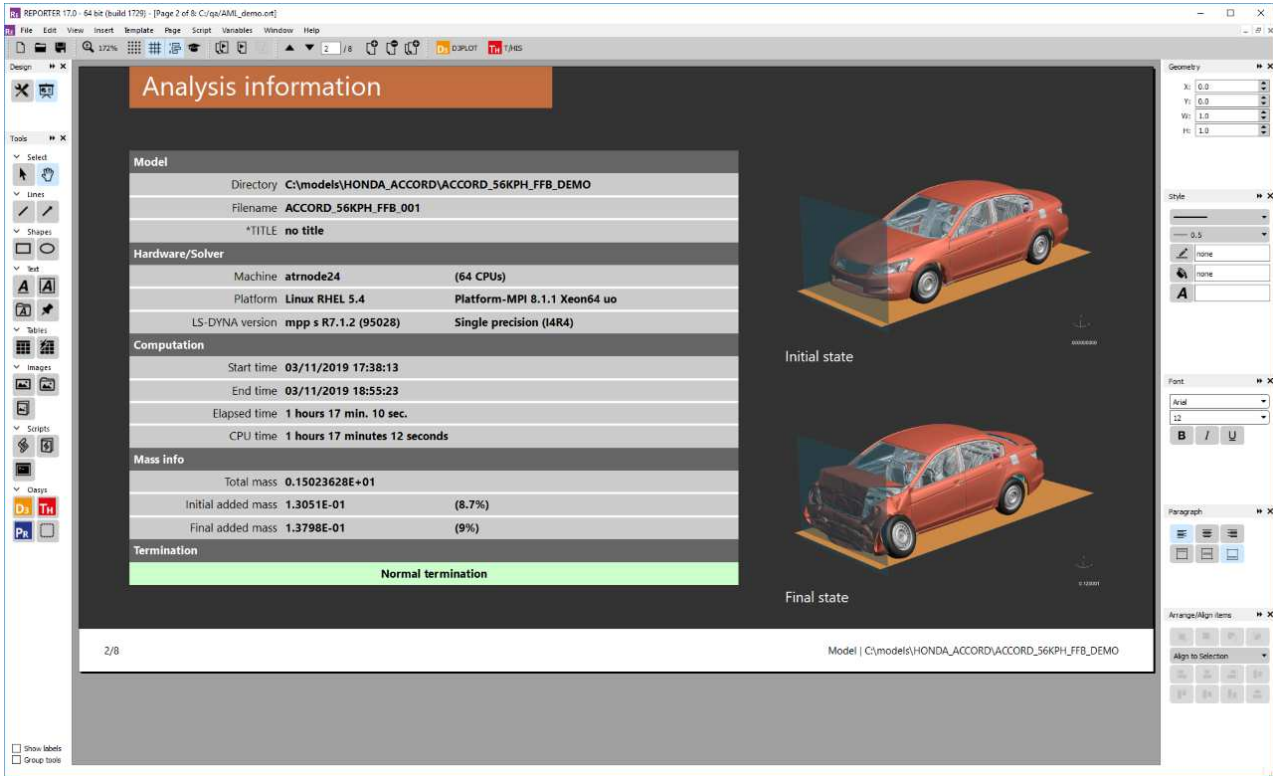 REPORTER 17.0 - 64 bit (build 1729) - [Page 2 of 8: C:/qa/AML_demo.ort]
File Edit View Insert Template Page Script Variables Window Help
172% 2 /8 D3 D3PLOT TH T/HIS
Design
Tools
Select
Lines
Shapes
Text
Tables
Images
Scripts
Oasys
D3 TH
PR
Show labels
Group tools
Analysis information
Model
Directory C:\models\HONDA_ACCORD\ACCORD_56KPH_FFB_DEMO
Filename ACCORD_56KPH_FFB_001
*TITLE no title
Hardware/Solver
Machine atrnode24 (64 CPUs)
Platform Linux RHEL 5.4 Platform-MPI 8.1.1 Xeon64 uo
LS-DYNA version mpp s R7.1.2 (95028) Single precision (I4R4)
Computation
Start time 03/11/2019 17:38:13
End time 03/11/2019 18:55:23
Elapsed time 1 hours 17 min. 10 sec.
CPU time 1 hours 17 minutes 12 seconds
Mass info
Total mass 0.15023628E+01
Initial added mass 1.3051E-01 (8.7%)
Final added mass 1.3798E-01 (9%)
Termination
Normal termination
Initial state
Final state
2/8
Model | C:\models\HONDA_ACCORD\ACCORD_56KPH_FFB_DEMO
Geometry
X: 0.0
Y: 0.0
W: 1.0
H: 1.0
Style
0.5
none
none
A
Font
Arial
12
B I U
Paragraph
Arrange/Align items
Align to Selection